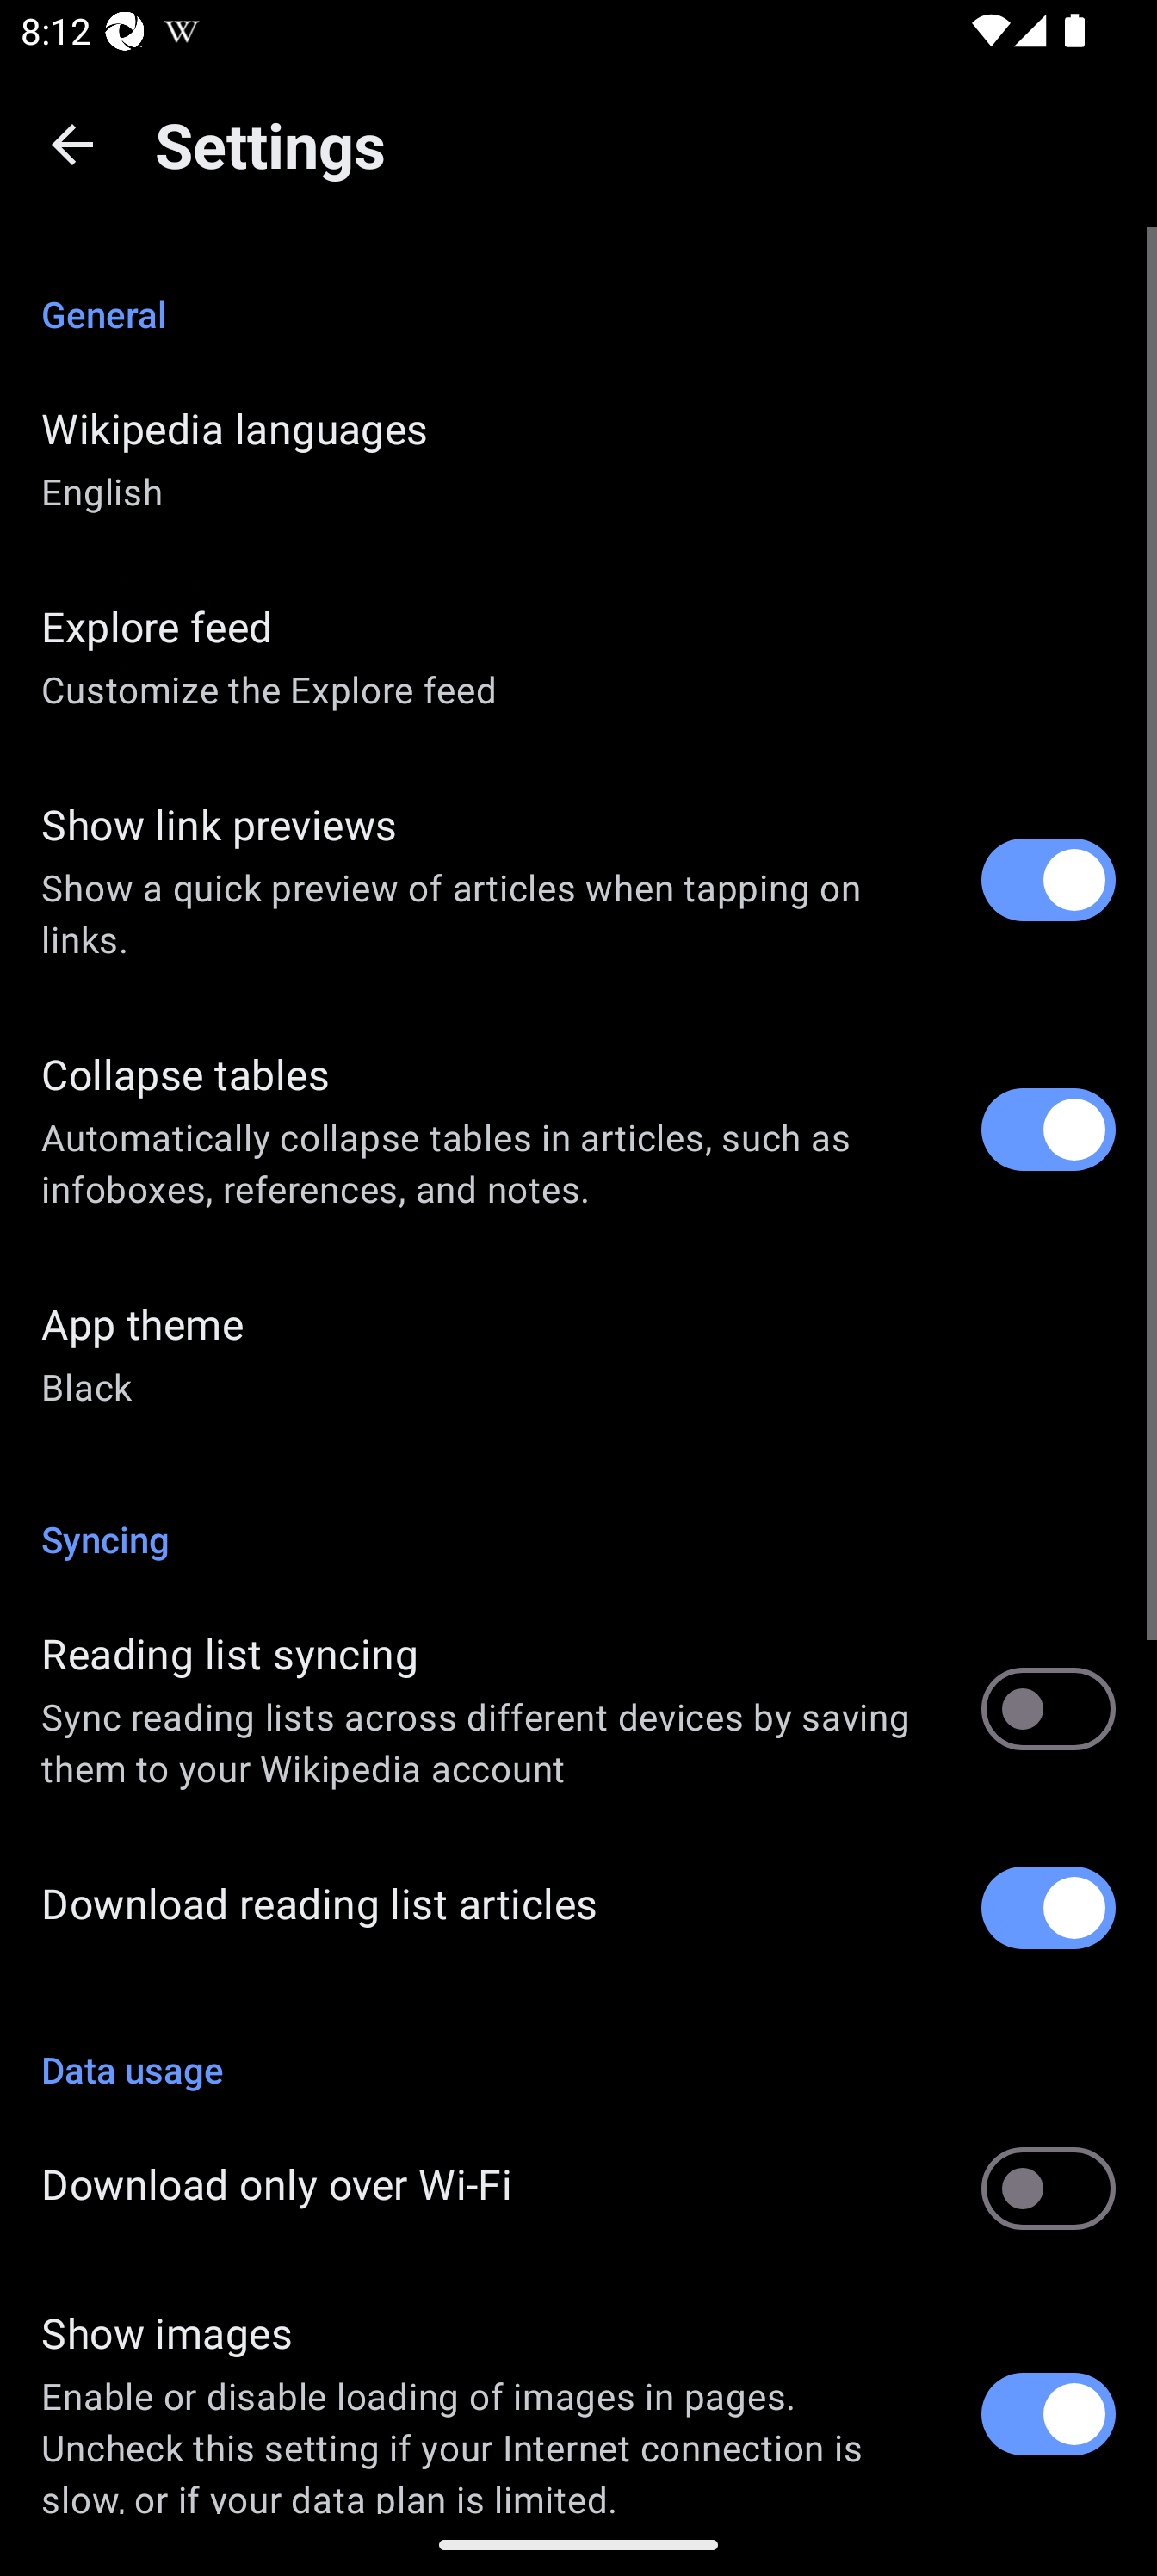 8:12
Settings
General
Wikipedia languages
English
Explore feed
Customize the Explore feed
Show link previews
Show a quick preview of articles when tapping on
links.
Collapse tables
Automatically collapse tables in articles, such as
infoboxes, references, and notes.
App theme
Black
Syncing
Reading list syncing
Sync reading lists across different devices by saving
them to your Wikipedia account
Download reading list articles
Data usage
Download only over Wi-Fi
Show images
Enable or disable loading of images in pages.
Uncheck this setting if your Internet connection is
slow, or if your data plan is limited.